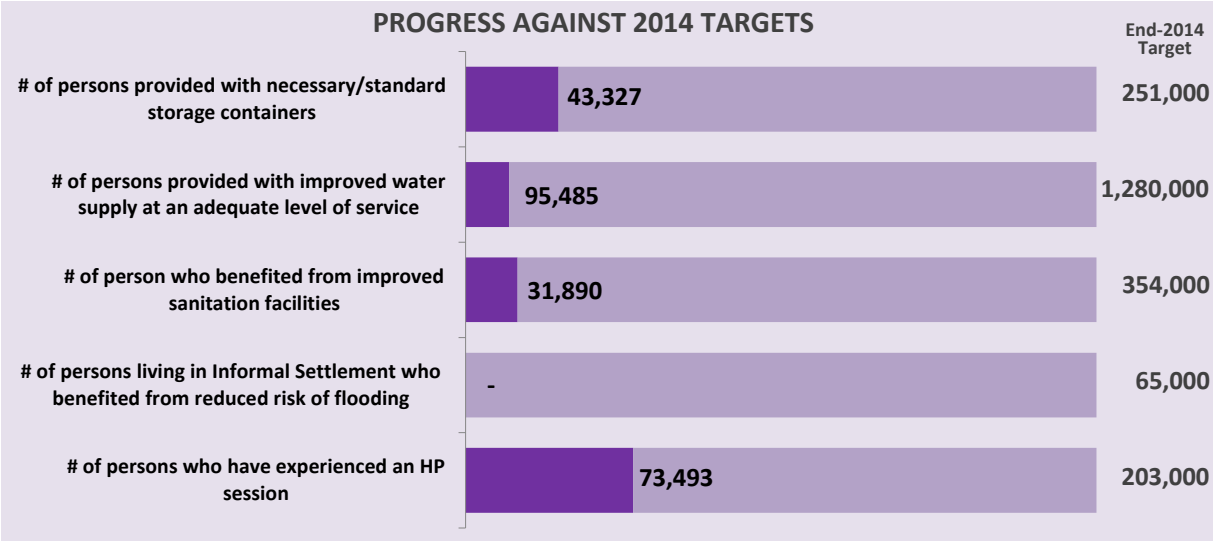 PROGRESS AGAINST 2014 TARGETS
End-2014
Target
# of persons provided with necessary/standard
storage containers
43,327
251,000
# of persons provided with improved water
supply at an adequate level of service
95,485
1,280,000
# of person who benefited from improved
sanitation facilities
31,890
354,000
# of persons living in Informal Settlement who
benefited from reduced risk of flooding
-
65,000
# of persons who have experienced an HP
session
73,493
203,000